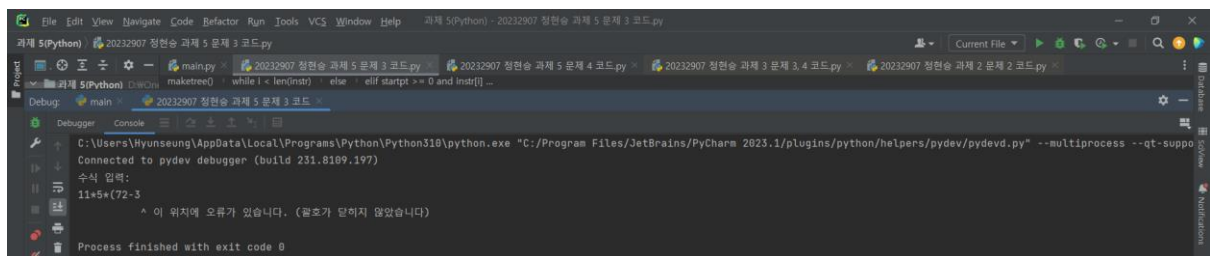 File Edit View Navigate Code Refactor Run Tools VCS Window Help 과제 5(Python) - 20232907 정현승 과제 5 문제 3 코드.py
과제 5(Python) 20232907 정현승 과제 5 문제 3 코드.py Current File
main.py 20232907 정현승 과제 5 문제 3 코드.py 20232907 정현승 과제 5 문제 4 코드.py 20232907 정현승 과제 3 문제 3, 4 코드.py 20232907 정현승 과제 2 문제 2 코드.py
Project 과제 5(Python) maketree() while i < len(instr) else elif startpt >= 0 and instr[i] ...
Database
Debug: main 20232907 정현승 과제 5 문제 3 코드
Debugger Console
C:\Users\Hyunseung\AppData\Local\Programs\Python\Python310\python.exe "C:/Program Files/JetBrains/PyCharm 2023.1/plugins/python/helpers/pydev/pydevd.py" --multiprocess --qt-suppo
SciView
Connected to pydev debugger (build 231.8109.197)
수식 입력:
11*5*(72-3
^ 이 위치에 오류가 있습니다. (괄호가 닫히지 않았습니다)
Notifications
Process finished with exit code 0